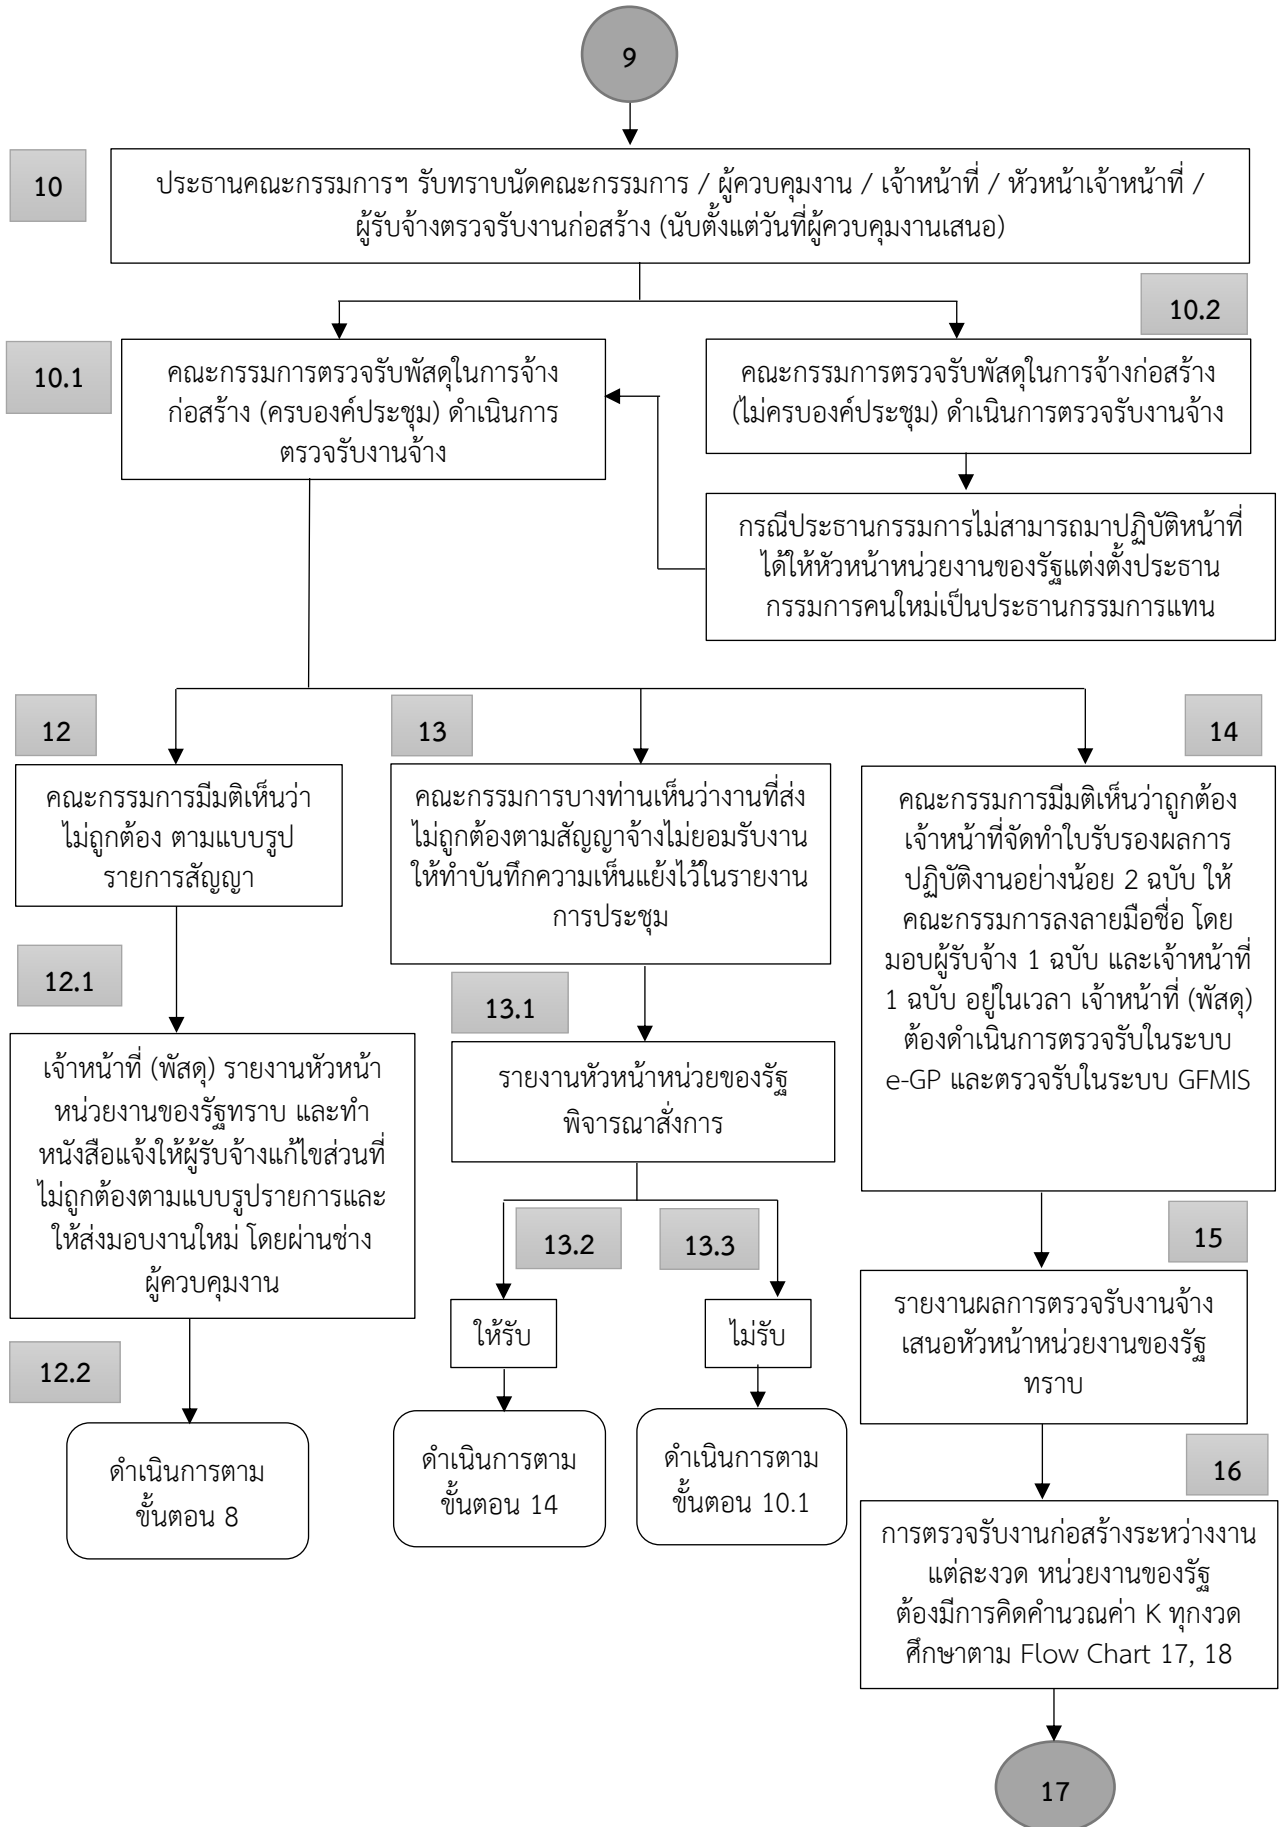 9
10
ประธานคณะกรรมการฯ รับทราบนัดคณะกรรมการ / ผู้ควบคุมงาน / เจ้าหน้าที่ / หัวหน้าเจ้าหน้าที่ /
ผู้รับจ้างตรวจรับงานก่อสร้าง (นับตั้งแต่วันที่ผู้ควบคุมงานเสนอ)
10.2
10.1
คณะกรรมการตรวจรับพัสดุในการจ้าง
ก่อสร้าง (ครบองค์ประชุม) ดำเนินการ
ตรวจรับงานจ้าง
คณะกรรมการตรวจรับพัสดุในการจ้างก่อสร้าง
(ไม่ครบองค์ประชุม) ดำเนินการตรวจรับงานจ้าง
กรณีประธานกรรมการไม่สามารถมาปฏิบัติหน้าที่
ได้ให้หัวหน้าหน่วยงานของรัฐแต่งตั้งประธาน
กรรมการคนใหม่เป็นประธานกรรมการแทน
12
คณะกรรมการมีมติเห็นว่า
ไม่ถูกต้อง ตามแบบรูป
รายการสัญญา
12.1
เจ้าหน้าที่ (พัสดุ) รายงานหัวหน้า
หน่วยงานของรัฐทราบ และทำ
หนังสือแจ้งให้ผู้รับจ้างแก้ไขส่วนที่
ไม่ถูกต้องตามแบบรูปรายการและ
ให้ส่งมอบงานใหม่ โดยผ่านช่าง
ผู้ควบคุมงาน
12.2
ดำเนินการตาม
ขั้นตอน 8
13
คณะกรรมการบางท่านเห็นว่างานที่ส่ง
ไม่ถูกต้องตามสัญญาจ้างไม่ยอมรับงาน
ให้ทำบันทึกความเห็นแย้งไว้ในรายงาน
การประชุม
13.1
รายงานหัวหน้าหน่วยของรัฐ
พิจารณาสั่งการ
13.2
13.3
ให้รับ
ไม่รับ
ดำเนินการตาม
ขั้นตอน 14
ดำเนินการตาม
ขั้นตอน 10.1
14
คณะกรรมการมีมติเห็นว่าถูกต้อง
เจ้าหน้าที่จัดทำใบรับรองผลการ
ปฏิบัติงานอย่างน้อย 2 ฉบับ ให้
คณะกรรมการลงลายมือชื่อ โดย
มอบผู้รับจ้าง 1 ฉบับ และเจ้าหน้าที่
1 ฉบับ อยู่ในเวลา เจ้าหน้าที่ (พัสดุ)
ต้องดำเนินการตรวจรับในระบบ
e-GP และตรวจรับในระบบ GFMIS
15
รายงานผลการตรวจรับงานจ้าง
เสนอหัวหน้าหน่วยงานของรัฐ
ทราบ
16
การตรวจรับงานก่อสร้างระหว่างงาน
แต่ละงวด หน่วยงานของรัฐ
ต้องมีการคิดคำนวณค่า K ทุกงวด
ศึกษาตาม Flow Chart 17, 18
17